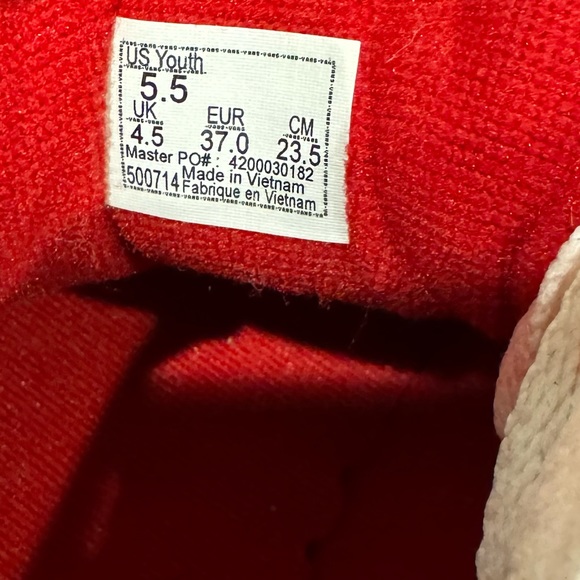 US Youth
5.5
UK EUR CM
4.5 37.0 23.5
Master PO# : 4200030182
Made in Vietnam
500714 Fabrique en Vietnam